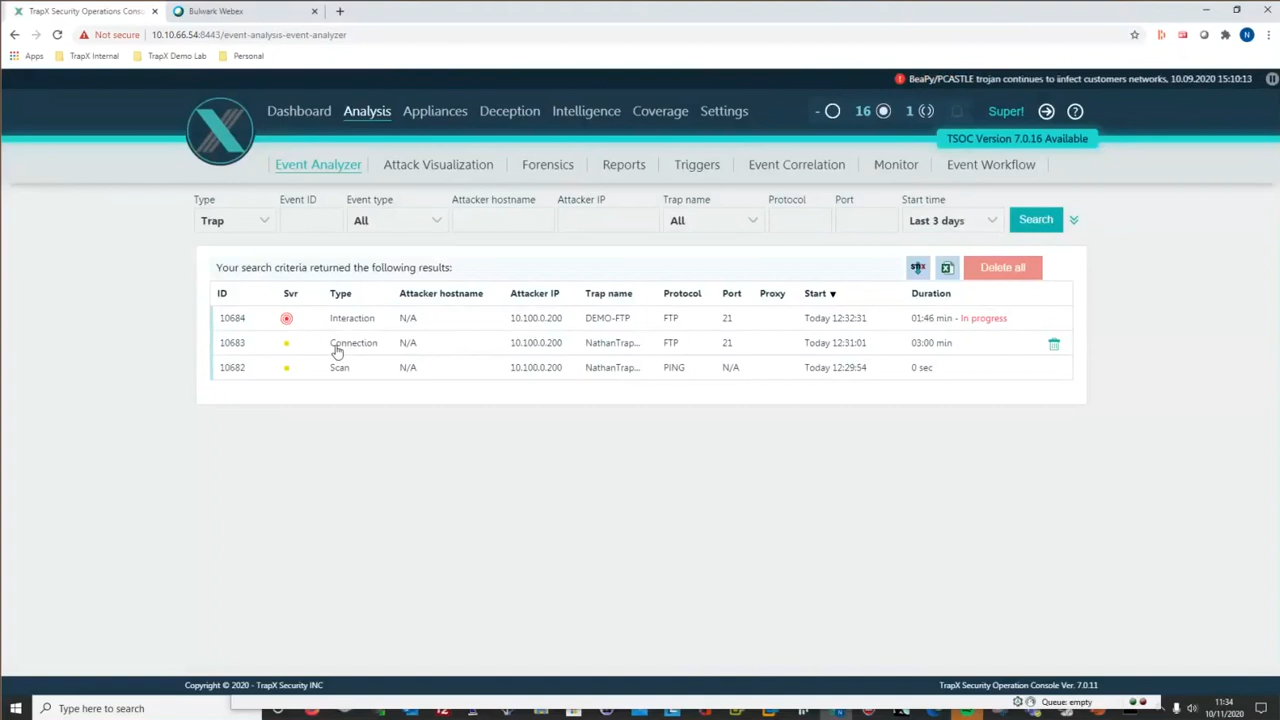 TrapX Security Operations Conso
Bulwark Webex
Not secure
10.10.66.54:8443/event-analysis-event-analyzer
N
Apps
TrapX Internal
TrapX Demo Lab
Personal
BeaPy/PCASTLE trojan continues to infect customers networks. 10.09.2020 15:10:13
Dashboard
Analysis
Appliances
Deception
Intelligence
Coverage
Settings
-
16
1
Super!
TSOC Version 7.0.16 Available
Event Analyzer
Attack Visualization
Forensics
Reports
Triggers
Event Correlation
Monitor
Event Workflow
Type Event ID Event type Attacker hostname Attacker IP Trap name Protocol Port Start time
Trap All All Last 3 days Search
Your search criteria returned the following results:
STIX
Delete all
ID Svr Type Attacker hostname Attacker IP Trap name Protocol Port Proxy Start ▼ Duration
10684 Interaction N/A 10.100.0.200 DEMO-FTP FTP 21 Today 12:32:31 01:46 min - In progress
10683 Connection N/A 10.100.0.200 NathanTrap... FTP 21 Today 12:31:01 03:00 min
10682 Scan N/A 10.100.0.200 NathanTrap... PING N/A Today 12:29:54 0 sec
Copyright © 2020 - TrapX Security INC
TrapX Security Operation Console Ver. 7.0.11
Type here to search
Queue: empty
11:34
10/11/2020